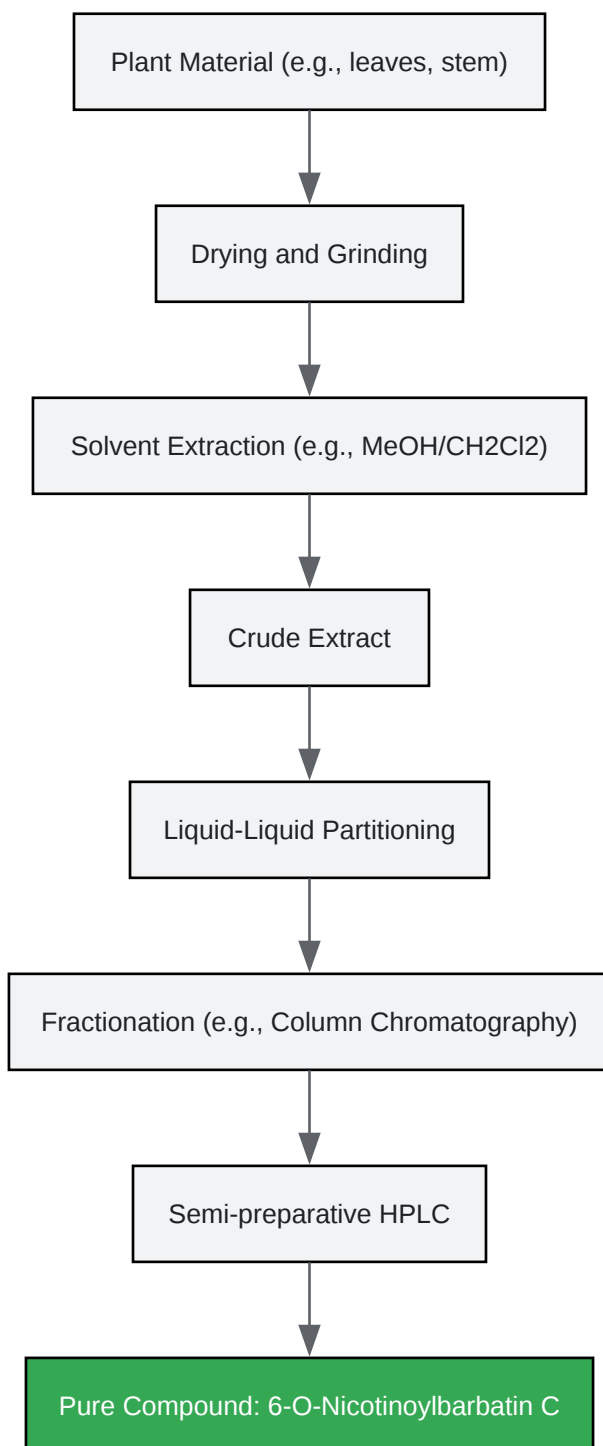 Plant Material (e.g., leaves, stem)
Drying and Grinding
Solvent Extraction (e.g., MeOH/CH2Cl2)
Crude Extract
Liquid-Liquid Partitioning
Fractionation (e.g., Column Chromatography)
Semi-preparative HPLC
Pure Compound: 6-O-Nicotinoylbarbatin C